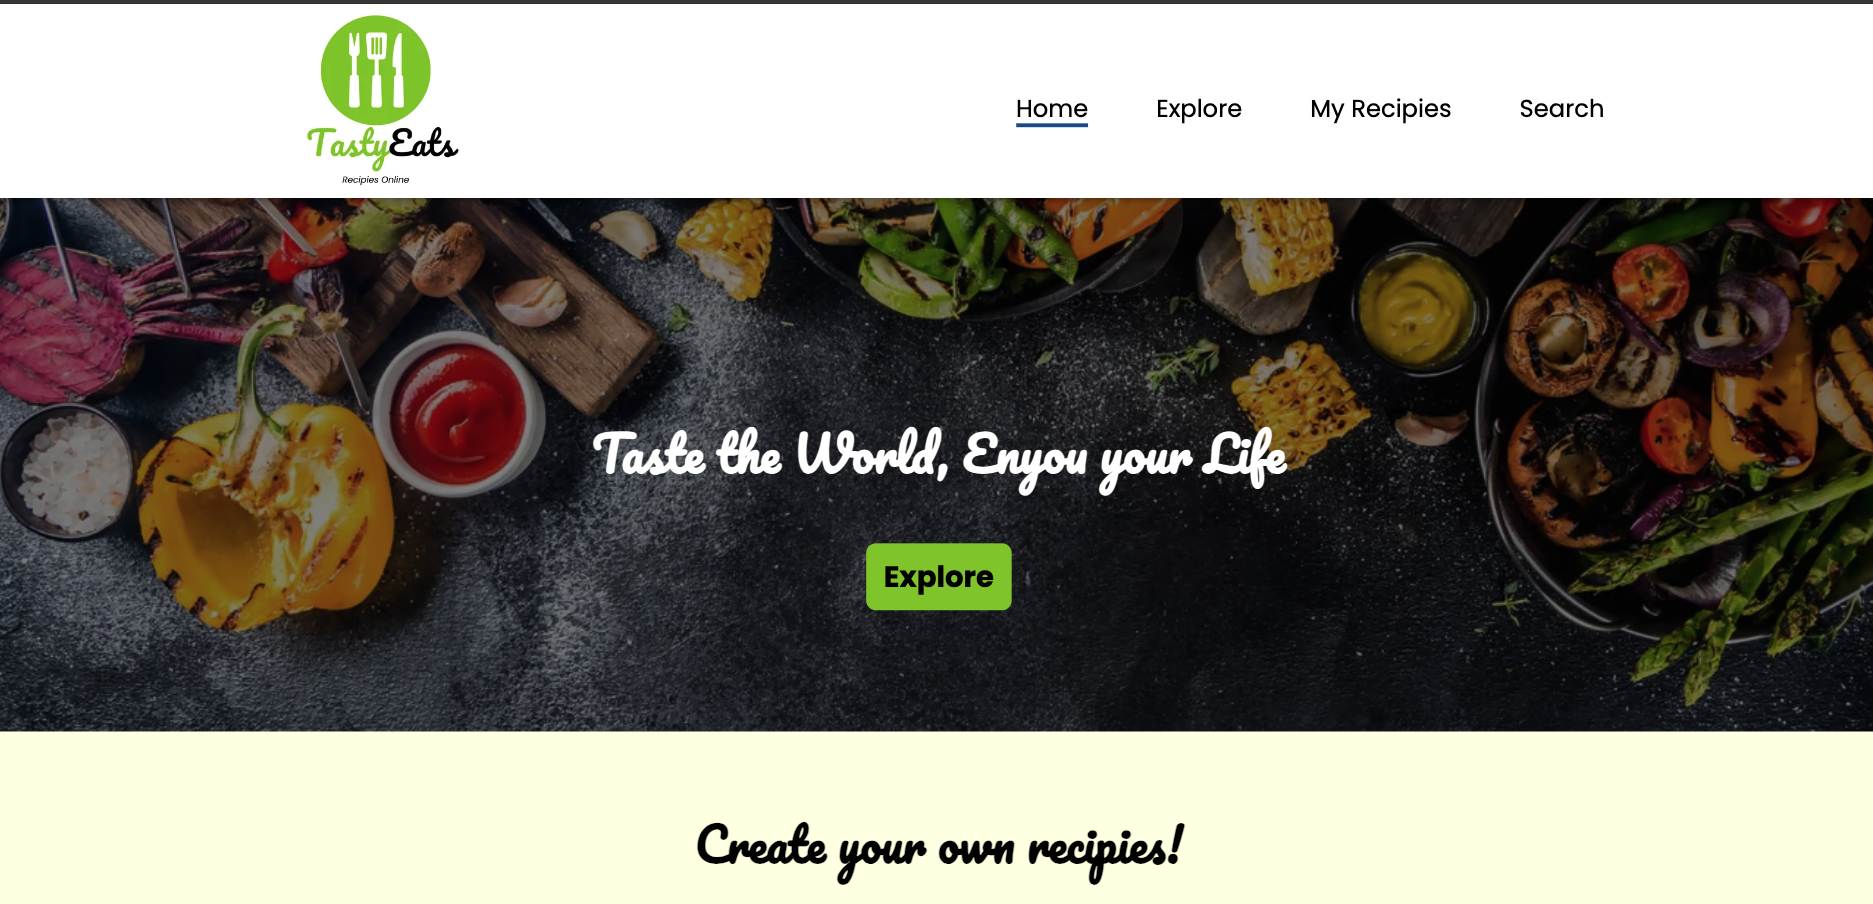 TastyEats
Recipies Online
Home Explore My Recipies Search
Taste the World, Enyou your Life
Explore
Create your own recipies!